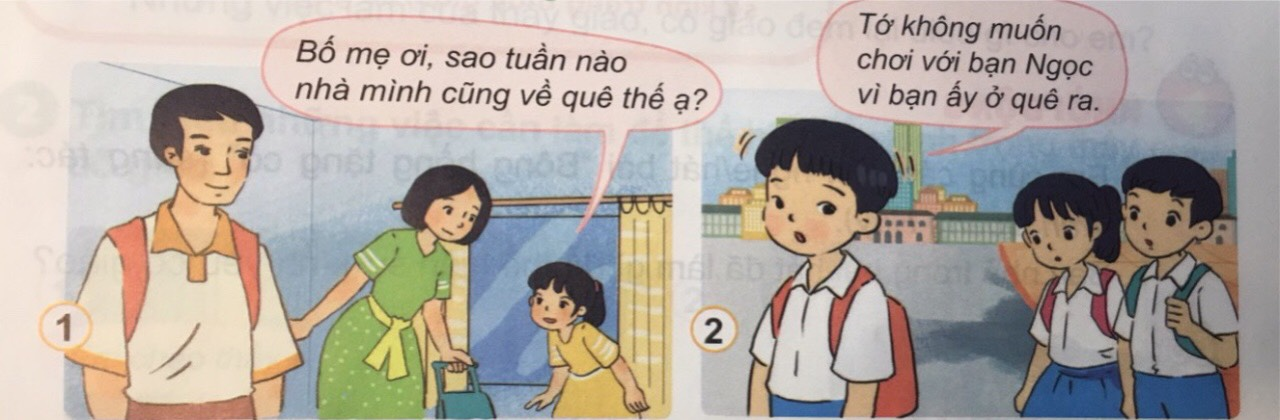 Bố mẹ ơi, sao tuần nào
nhà mình cũng về quê thế ạ?
1
Tớ không muốn
chơi với bạn Ngọc
vì bạn ấy ở quê ra.
2